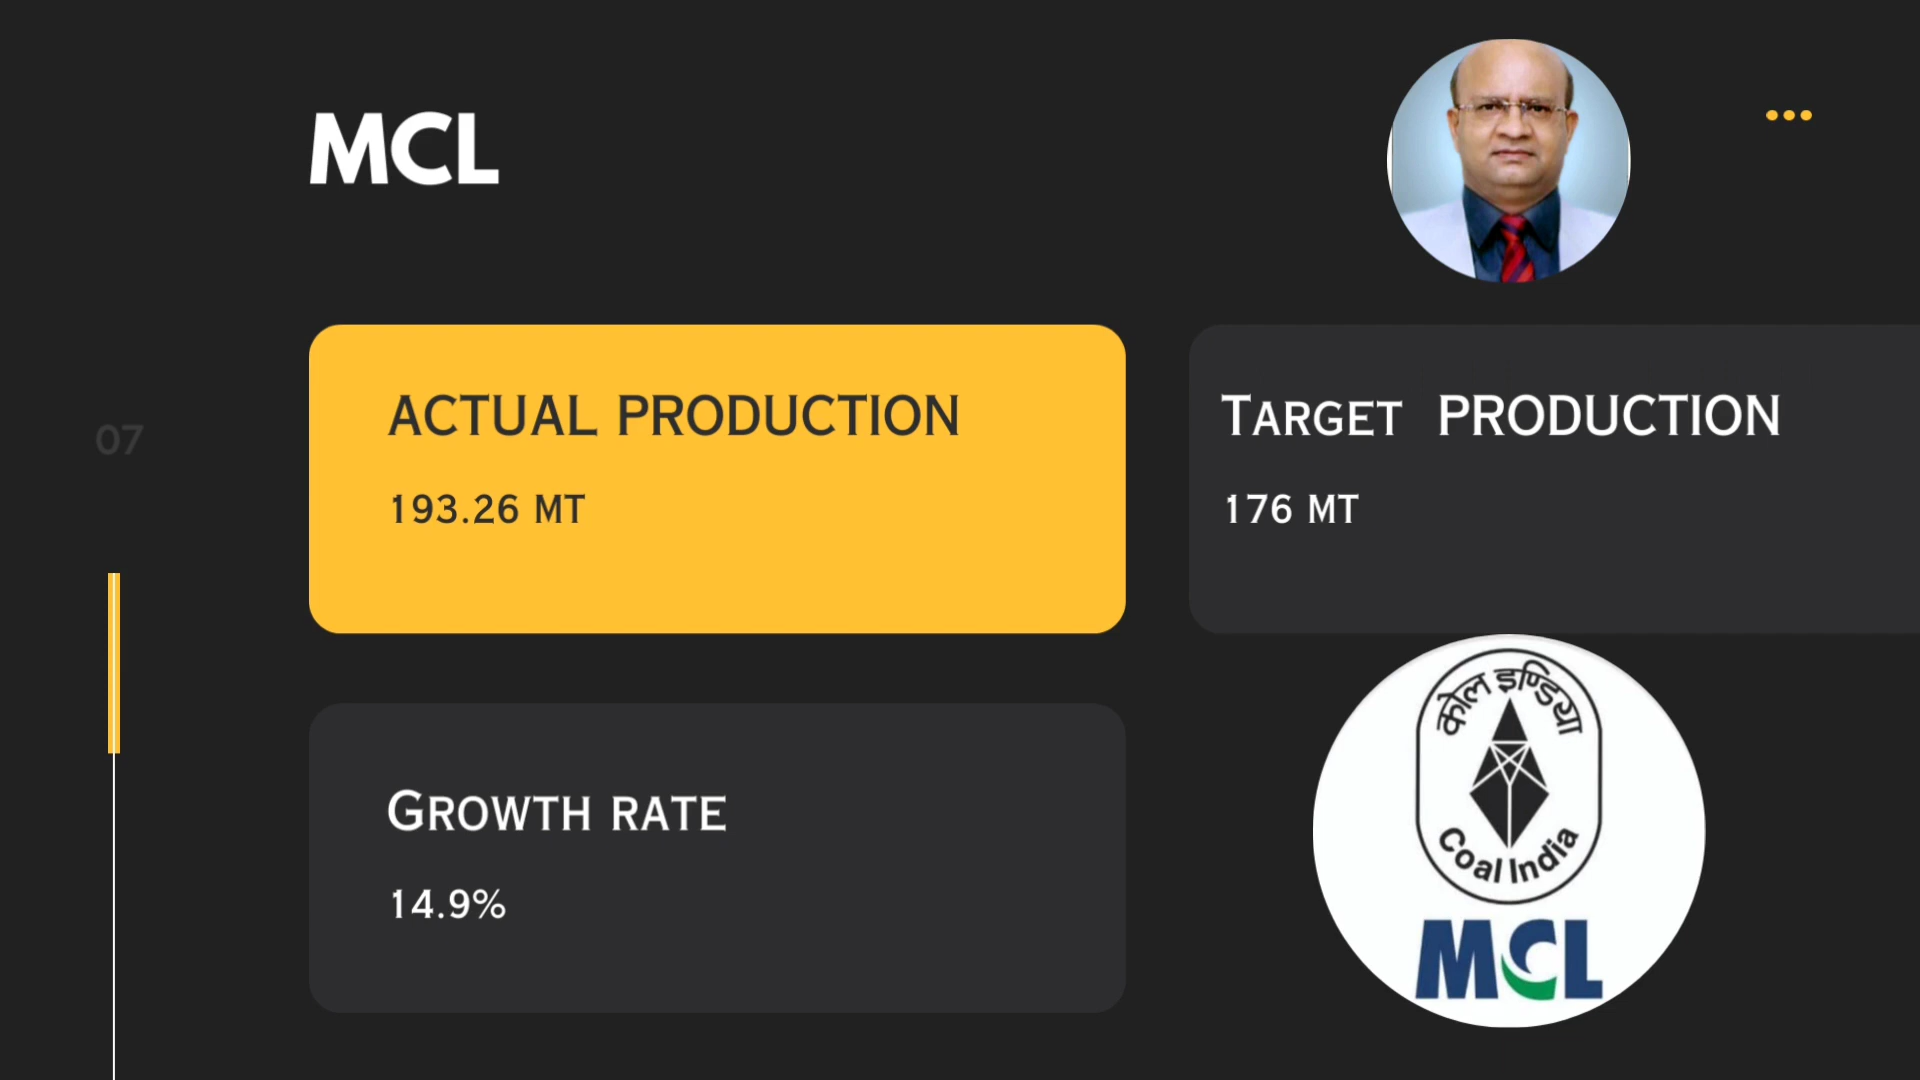 MCL
07
ACTUAL PRODUCTION
193.26 MT
Target PRODUCTION
176 MT
Growth rate
14.9%
कोल इण्डिया
Coal India
MCL